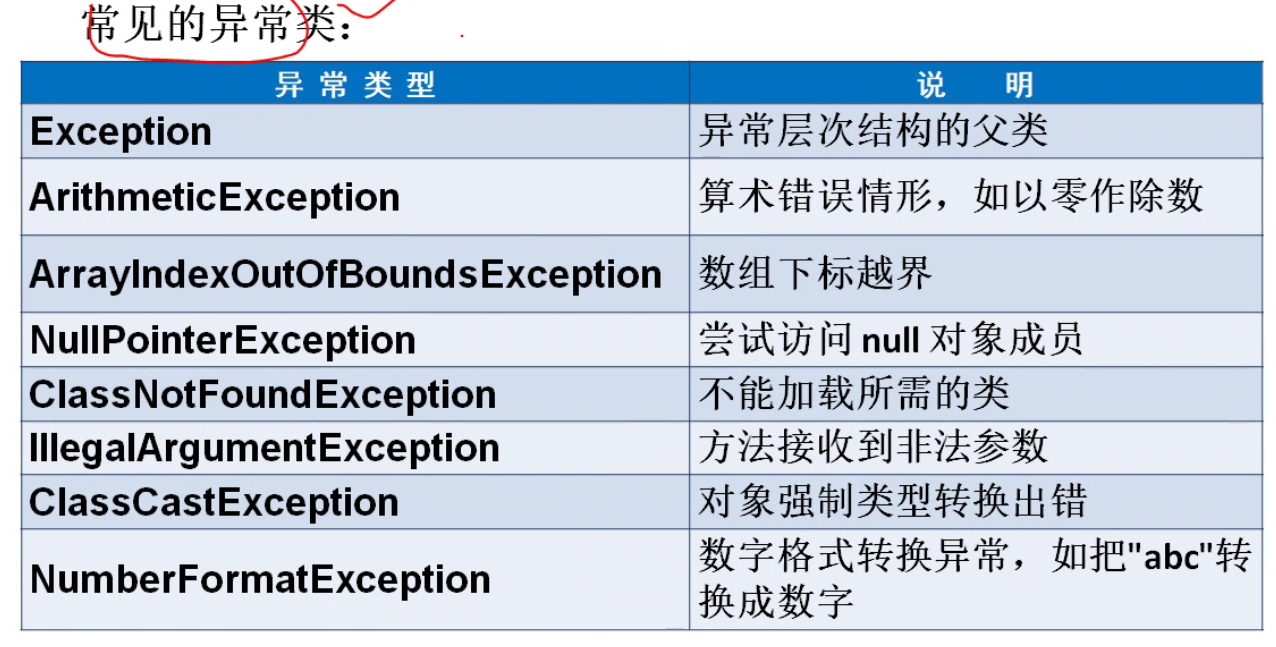 常见的异常类：
异 常 类 型 说 明
Exception 异常层次结构的父类
ArithmeticException 算术错误情形，如以零作除数
ArrayIndexOutOfBoundsException 数组下标越界
NullPointerException 尝试访问 null 对象成员
ClassNotFoundException 不能加载所需的类
IllegalArgumentException 方法接收到非法参数
ClassCastException 对象强制类型转换出错
NumberFormatException 数字格式转换异常，如把"abc"转
换成数字